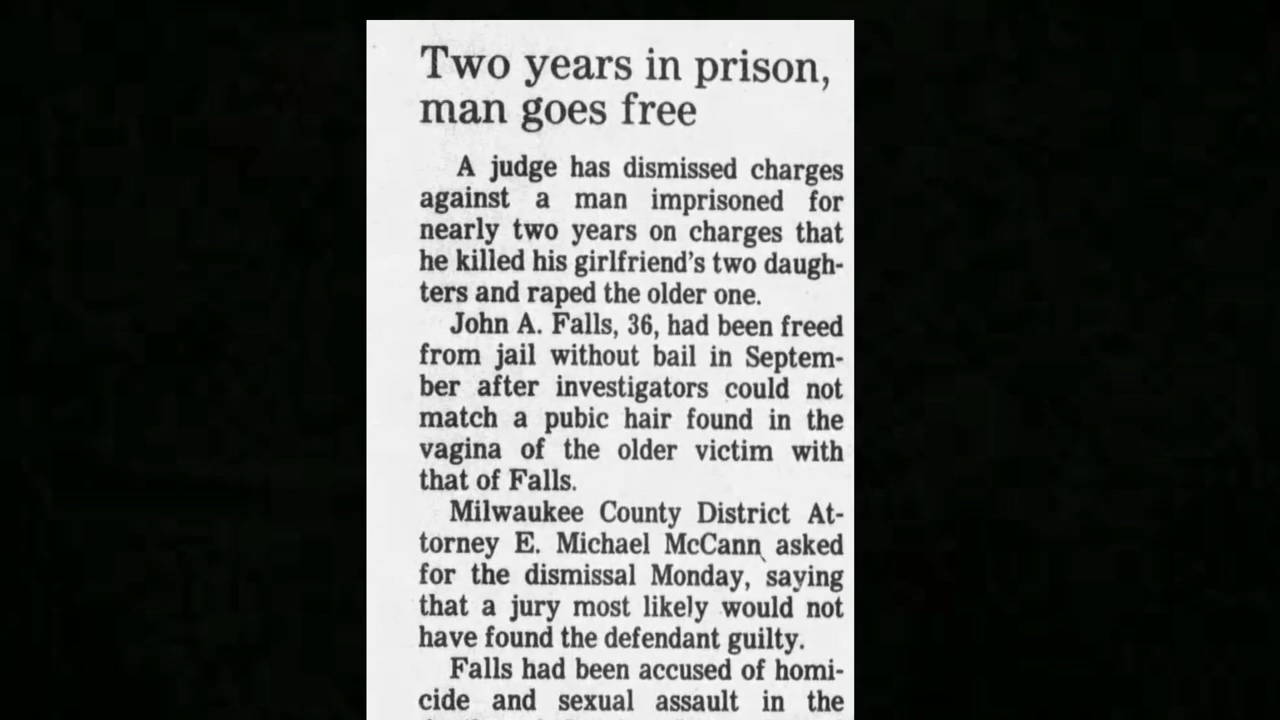 Two years in prison,
man goes free
A judge has dismissed charges
against a man imprisoned for
nearly two years on charges that
he killed his girlfriend's two daugh-
ters and raped the older one.
John A. Falls, 36, had been freed
from jail without bail in Septem-
ber after investigators could not
match a pubic hair found in the
vagina of the older victim with
that of Falls.
Milwaukee County District At-
torney E. Michael McCann asked
for the dismissal Monday, saying
that a jury most likely would not
have found the defendant guilty.
Falls had been accused of homi-
cide and sexual assault in the